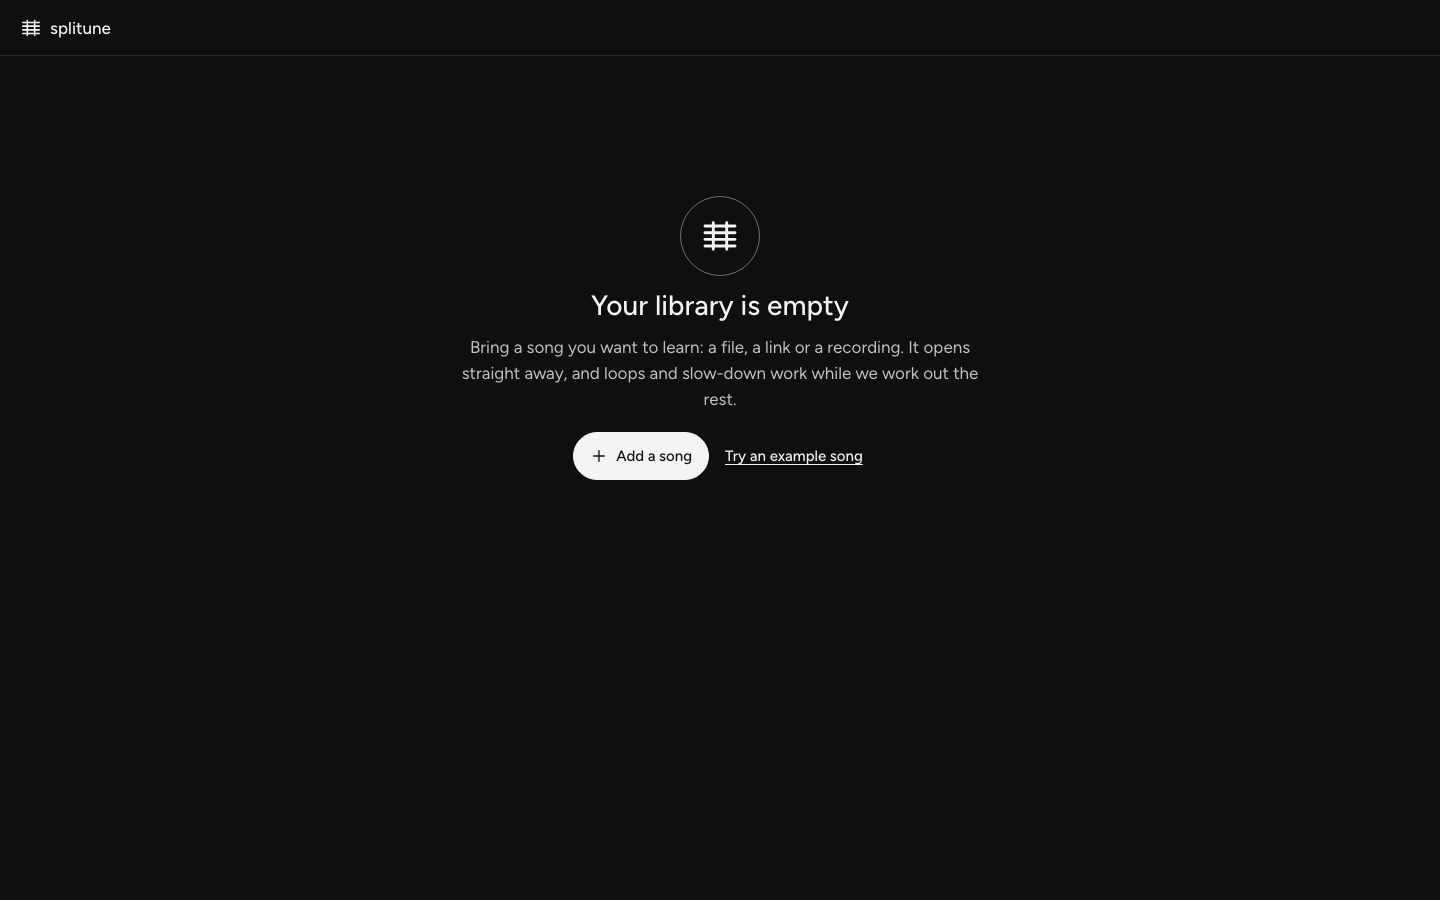 splitune
Your library is empty
Bring a song you want to learn: a file, a link or a recording. It opens
straight away, and loops and slow-down work while we work out the
rest.
Add a song
Try an example song